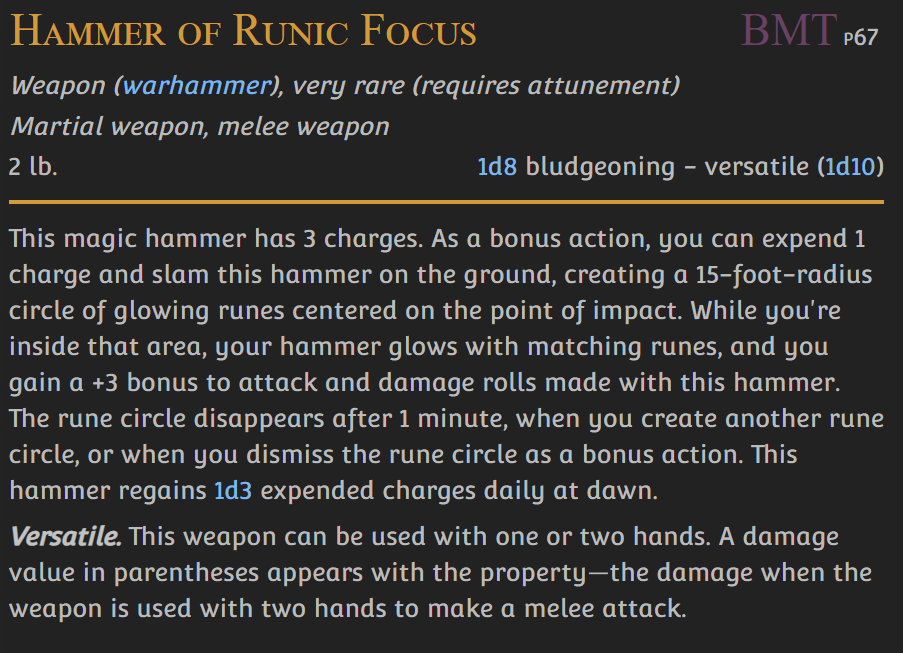 Hammer of Runic Focus BMT p67
Weapon (warhammer), very rare (requires attunement)
Martial weapon, melee weapon
2 lb. 1d8 bludgeoning – versatile (1d10)
This magic hammer has 3 charges. As a bonus action, you can expend 1
charge and slam this hammer on the ground, creating a 15-foot-radius
circle of glowing runes centered on the point of impact. While you're
inside that area, your hammer glows with matching runes, and you
gain a +3 bonus to attack and damage rolls made with this hammer.
The rune circle disappears after 1 minute, when you create another rune
circle, or when you dismiss the rune circle as a bonus action. This
hammer regains 1d3 expended charges daily at dawn.
Versatile. This weapon can be used with one or two hands. A damage
value in parentheses appears with the property—the damage when the
weapon is used with two hands to make a melee attack.